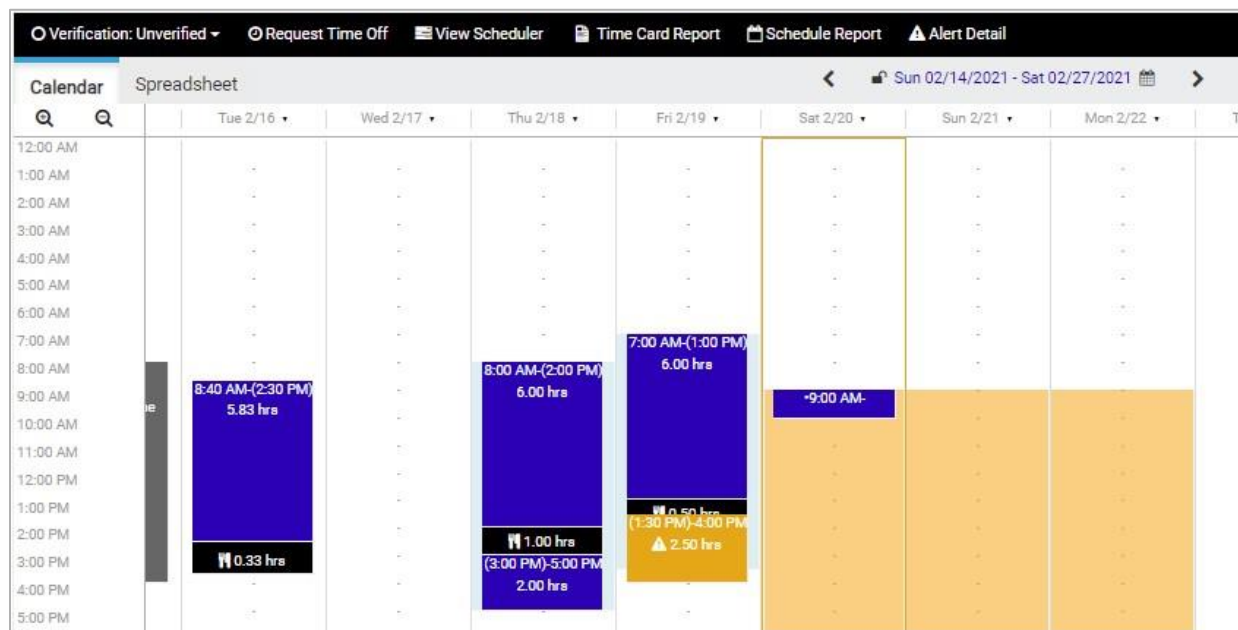 Verification: Unverified Request Time Off View Scheduler Time Card Report Schedule Report Alert Detail
Calendar Spreadsheet Sun 02/14/2021 - Sat 02/27/2021
Tue 2/16 Wed 2/17 Thu 2/18 Fri 2/19 Sat 2/20 Sun 2/21 Mon 2/22 T
12:00 AM
1:00 AM
2:00 AM
3:00 AM
4:00 AM
5:00 AM
6:00 AM
7:00 AM
8:00 AM
9:00 AM
10:00 AM
11:00 AM
12:00 PM
1:00 PM
2:00 PM
3:00 PM
4:00 PM
5:00 PM
8:40 AM-(2:30 PM)
5.83 hrs
0.33 hrs
8:00 AM-(2:00 PM)
6.00 hrs
1.00 hrs
(3:00 PM)-5:00 PM
2.00 hrs
7:00 AM-(1:00 PM)
6.00 hrs
0.50 hrs
(1:30 PM)-4:00 PM
2.50 hrs
•9:00 AM-